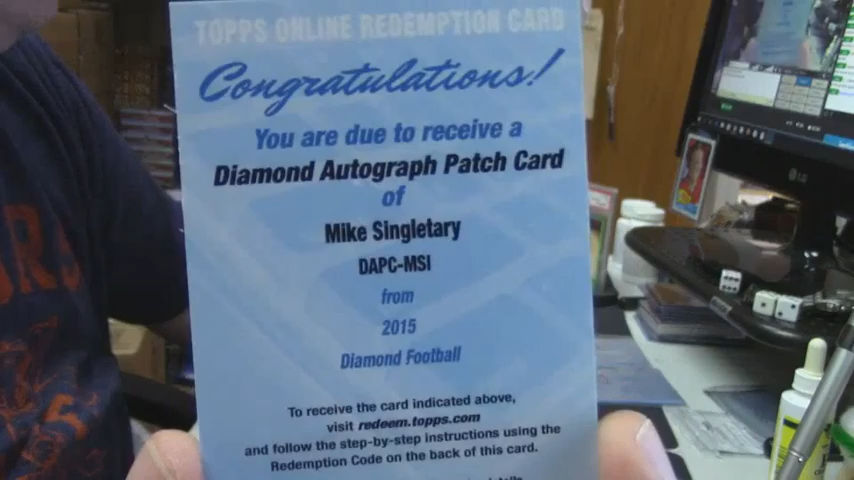 TOPPS ONLINE REDEMPTION CARD
Congratulations!
You are due to receive a
Diamond Autograph Patch Card
of
Mike Singletary
DAPC-MSI
from
2015
Diamond Football
To receive the card indicated above,
visit redeem.topps.com
and follow the step-by-step instructions using the
Redemption Code on the back of this card.
LG